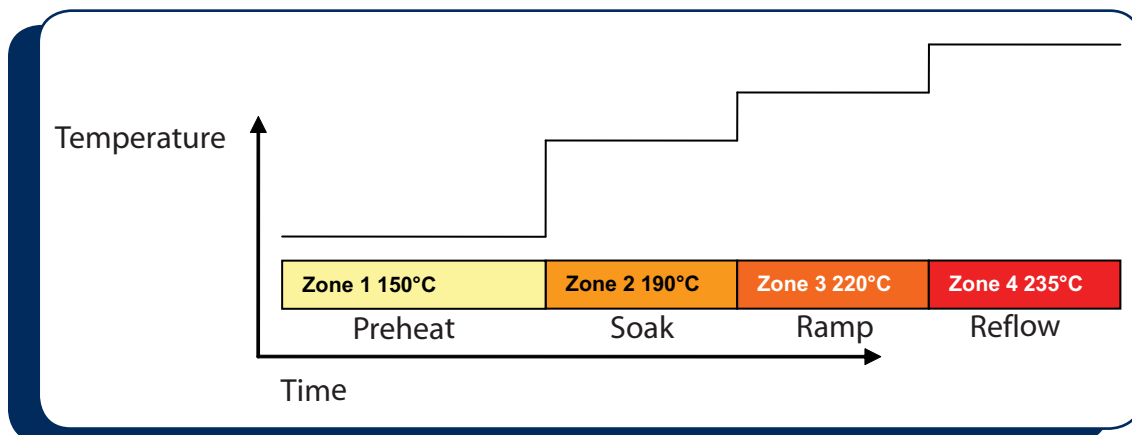 Temperature
Zone 1 150°C
Zone 2 190°C
Zone 3 220°C
Zone 4 235°C
Preheat
Soak
Ramp
Reflow
Time